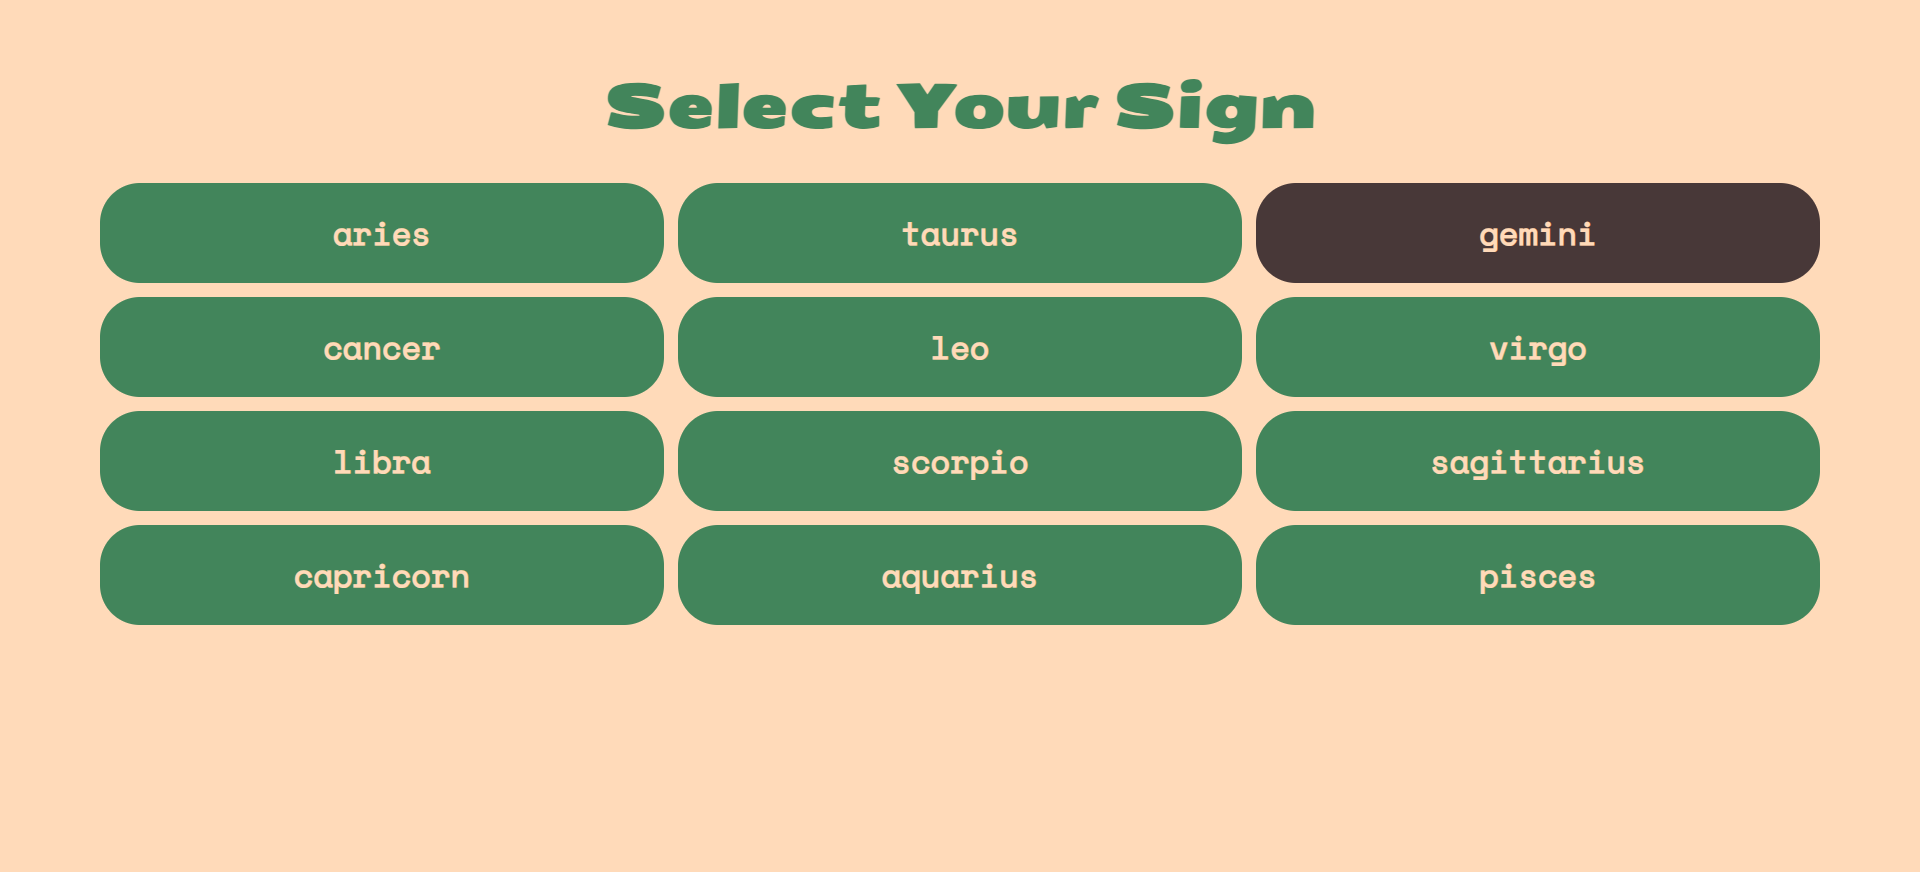 Select Your Sign
aries
taurus
gemini
cancer
leo
virgo
libra
scorpio
sagittarius
capricorn
aquarius
pisces